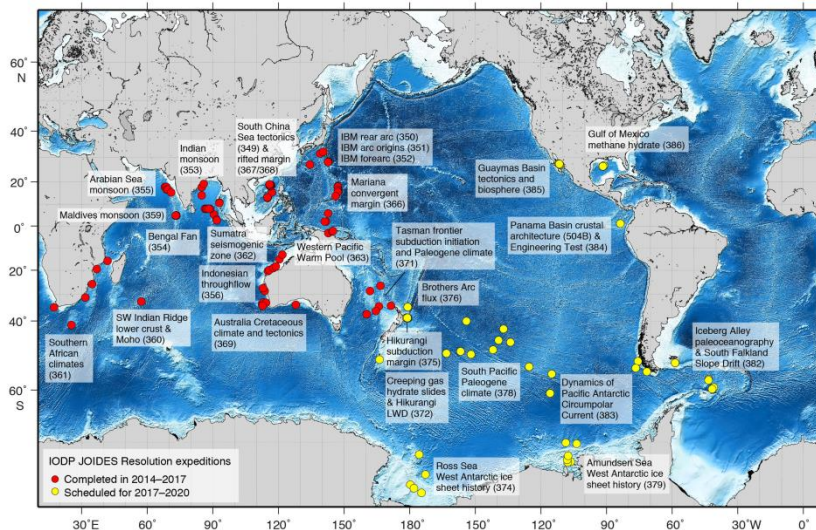 60°
N
40°
20°
0°
20°
40°
60°
S
South China
Sea tectonics
(349) &
rifted margin
(367/368)
IBM rear arc (350)
IBM arc origins (351)
IBM forearc (352)
Gulf of Mexico
methane hydrate (386)
Indian
monsoon
(353)
Arabian Sea
monsoon (355)
Guaymas Basin
tectonics
and biosphere
(385)
Mariana
convergent
margin
(366)
Maldives monsoon (359)
Bengal Fan
(354)
Sumatra
seismogenic
zone (362)
Western Pacific
Warm Pool (363)
Tasman frontier
subduction initiation
and Paleogene climate
(371)
Panama Basin crustal
architecture (504B) &
Engineering Test (384)
Indonesian
throughflow
(356)
Brothers Arc
flux (376)
SW Indian Ridge
lower crust &
Moho (360)
Australia Cretaceous
climate and tectonics
(369)
Southern
African climates
(361)
Hikurangi
subduction
margin (375)
Iceberg Alley
paleoceanography
& South Falkland
Slope Drift (382)
Creeping gas
hydrate slides
& Hikurangi
LWD (372)
South Pacific
Paleogene
climate (378)
Dynamics of
Pacific Antarctic
Circumpolar
Current (383)
Ross Sea
West Antarctic ice
sheet history (374)
Amundsen Sea
West Antarctic ice
sheet history (379)
IODP JOIDES Resolution expeditions
Completed in 2014–2017
Scheduled for 2017–2020
30°E
60°
90°
120°
150°
180°
150°
120°
90°
60°
30°W
0°